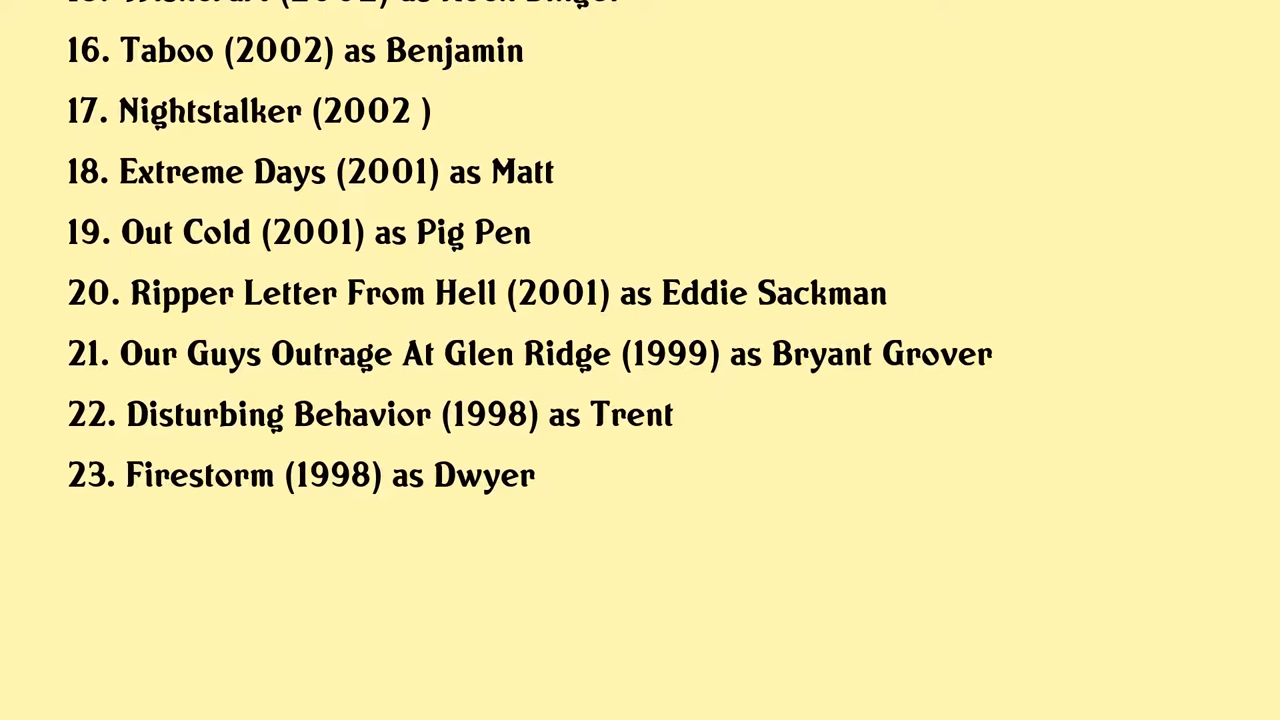 16. Taboo (2002) as Benjamin
17. Nightstalker (2002 )
18. Extreme Days (2001) as Matt
19. Out Cold (2001) as Pig Pen
20. Ripper Letter From Hell (2001) as Eddie Sackman
21. Our Guys Outrage At Glen Ridge (1999) as Bryant Grover
22. Disturbing Behavior (1998) as Trent
23. Firestorm (1998) as Dwyer